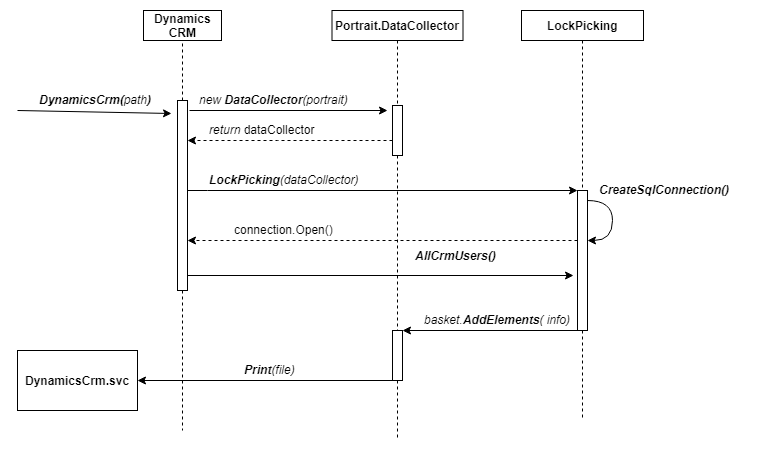 Dynamics
CRM
Portrait.DataCollector
LockPicking
DynamicsCrm(path)
new DataCollector(portrait)
return dataCollector
LockPicking(dataCollector)
CreateSqlConnection()
connection.Open()
AllCrmUsers()
basket.AddElements( info)
Print(file)
DynamicsCrm.svc